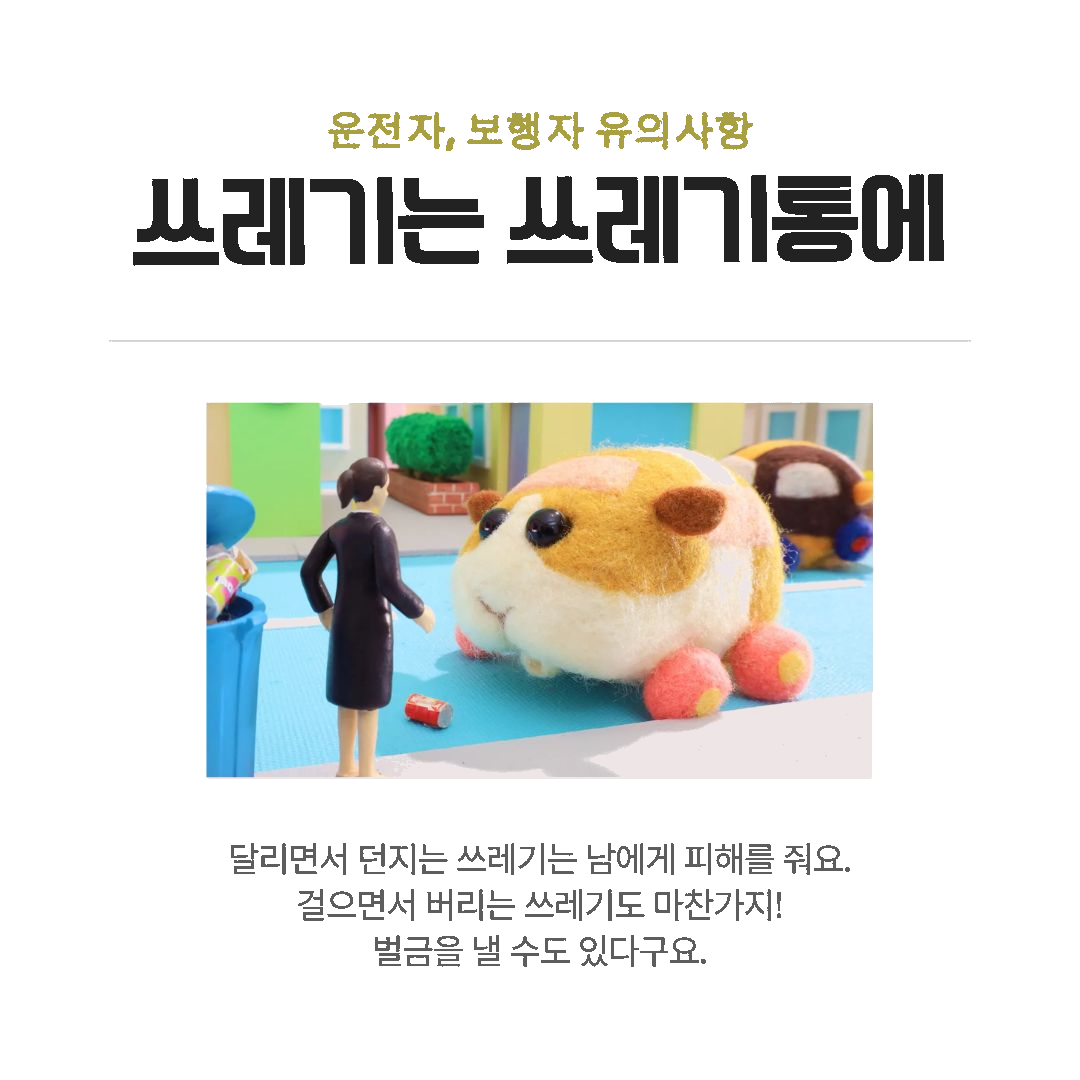 운전자, 보행자 유의사항
쓰레기는 쓰레기통에
달리면서 던지는 쓰레기는 남에게 피해를 줘요.
걸으면서 버리는 쓰레기도 마찬가지!
벌금을 낼 수도 있다구요.